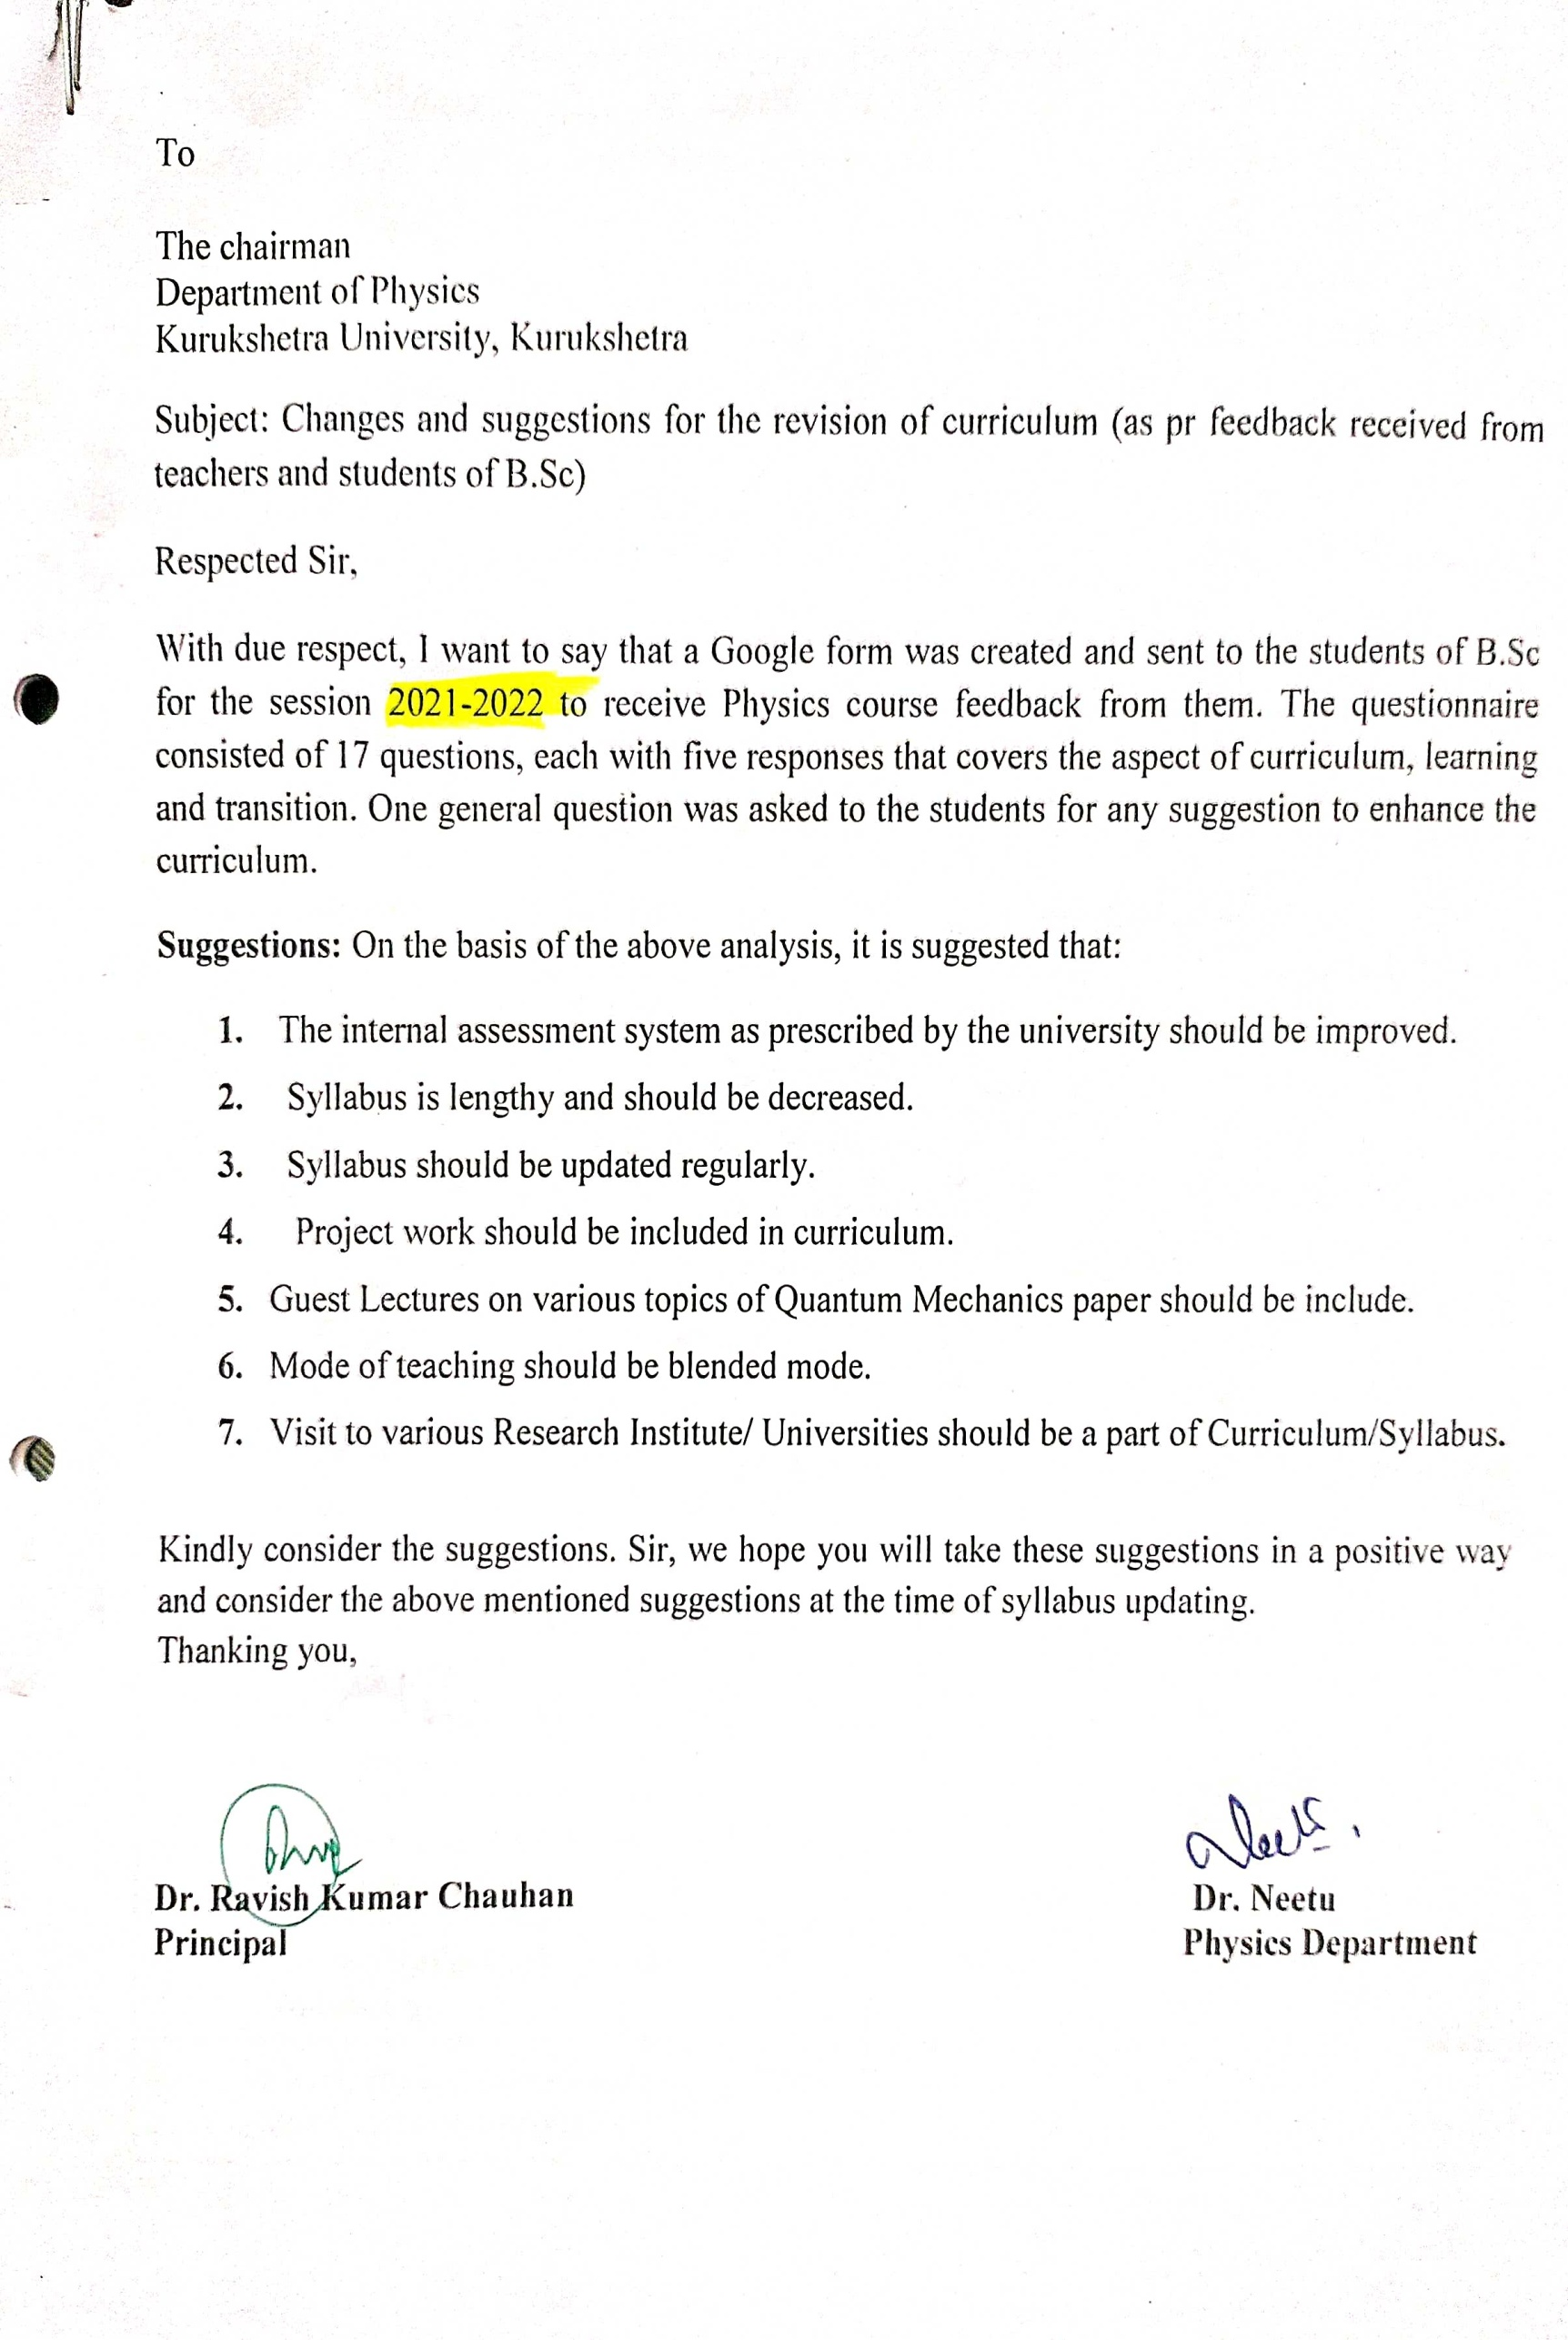 To
The chairman
Department of Physics
Kurukshetra University, Kurukshetra
Subject: Changes and suggestions for the revision of curriculum (as pr feedback received from
teachers and students of B.Sc)
Respected Sir,
With due respect, I want to say that a Google form was created and sent to the students of B.Sc
for the session 2021-2022 to receive Physics course feedback from them. The questionnaire
consisted of 17 questions, each with five responses that covers the aspect of curriculum, learning
and transition. One general question was asked to the students for any suggestion to enhance the
curriculum.
Suggestions: On the basis of the above analysis, it is suggested that:
1. The internal assessment system as prescribed by the university should be improved.
2. Syllabus is lengthy and should be decreased.
3. Syllabus should be updated regularly.
4. Project work should be included in curriculum.
5. Guest Lectures on various topics of Quantum Mechanics paper should be include.
6. Mode of teaching should be blended mode.
7. Visit to various Research Institute/ Universities should be a part of Curriculum/Syllabus.
Kindly consider the suggestions. Sir, we hope you will take these suggestions in a positive way
and consider the above mentioned suggestions at the time of syllabus updating.
Thanking you,
Neetu.
Dr. Ravish Kumar Chauhan
Dr. Neetu
Principal
Physics Department